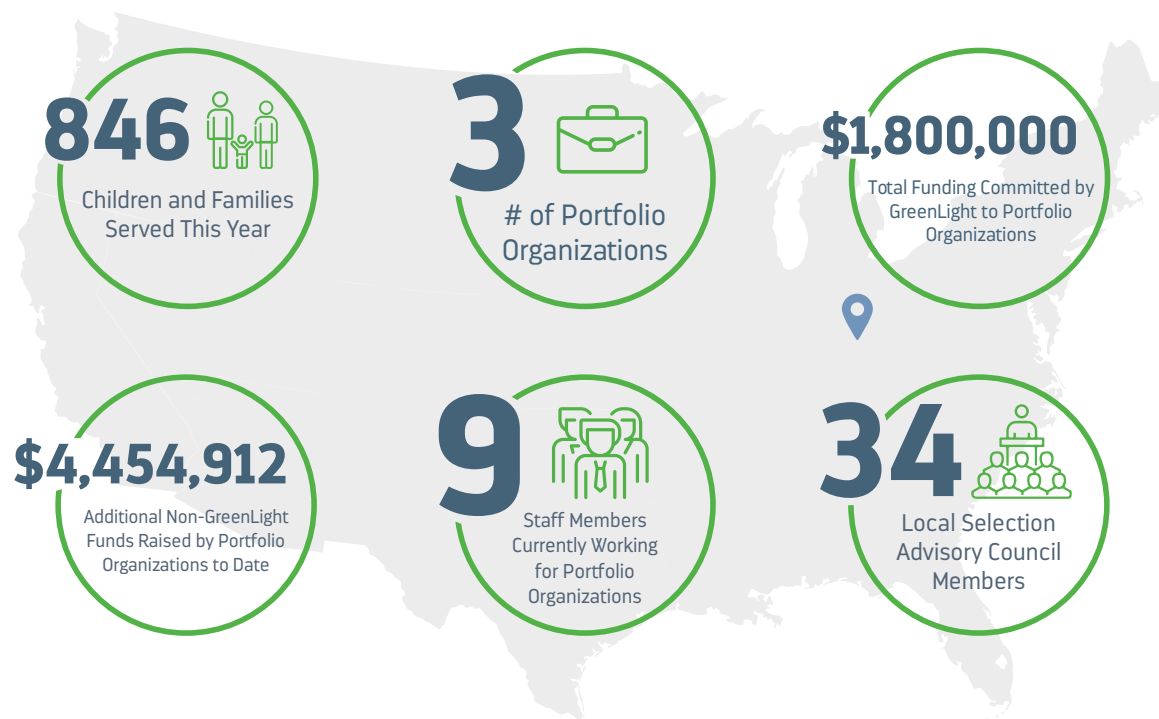 846
Children and Families
Served This Year
3
# of Portfolio
Organizations
$1,800,000
Total Funding Committed by
GreenLight to Portfolio
Organizations
$4,454,912
Additional Non-GreenLight
Funds Raised by Portfolio
Organizations to Date
9
Staff Members
Currently Working
for Portfolio
Organizations
34
Local Selection
Advisory Council
Members